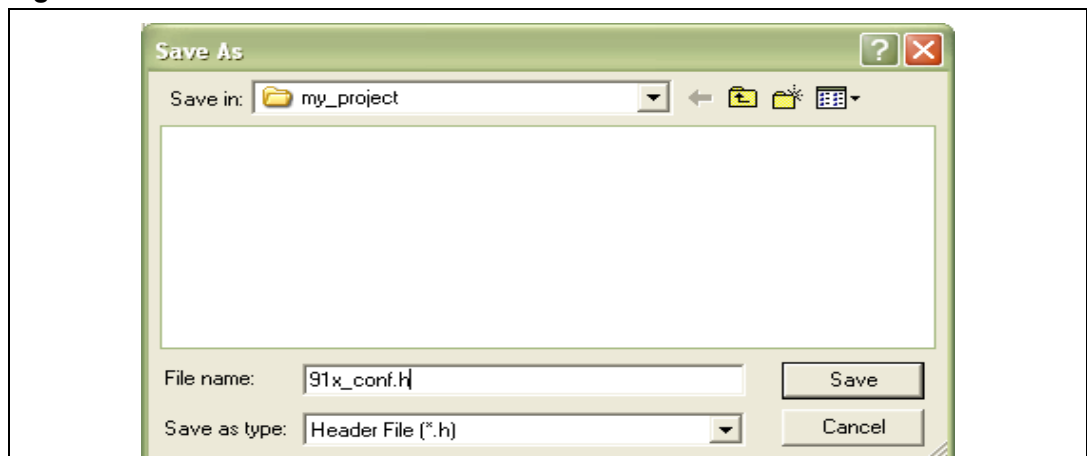 Save As
Save in: my_project
File name: 91x_conf.h
Save
Save as type: Header File (*.h)
Cancel